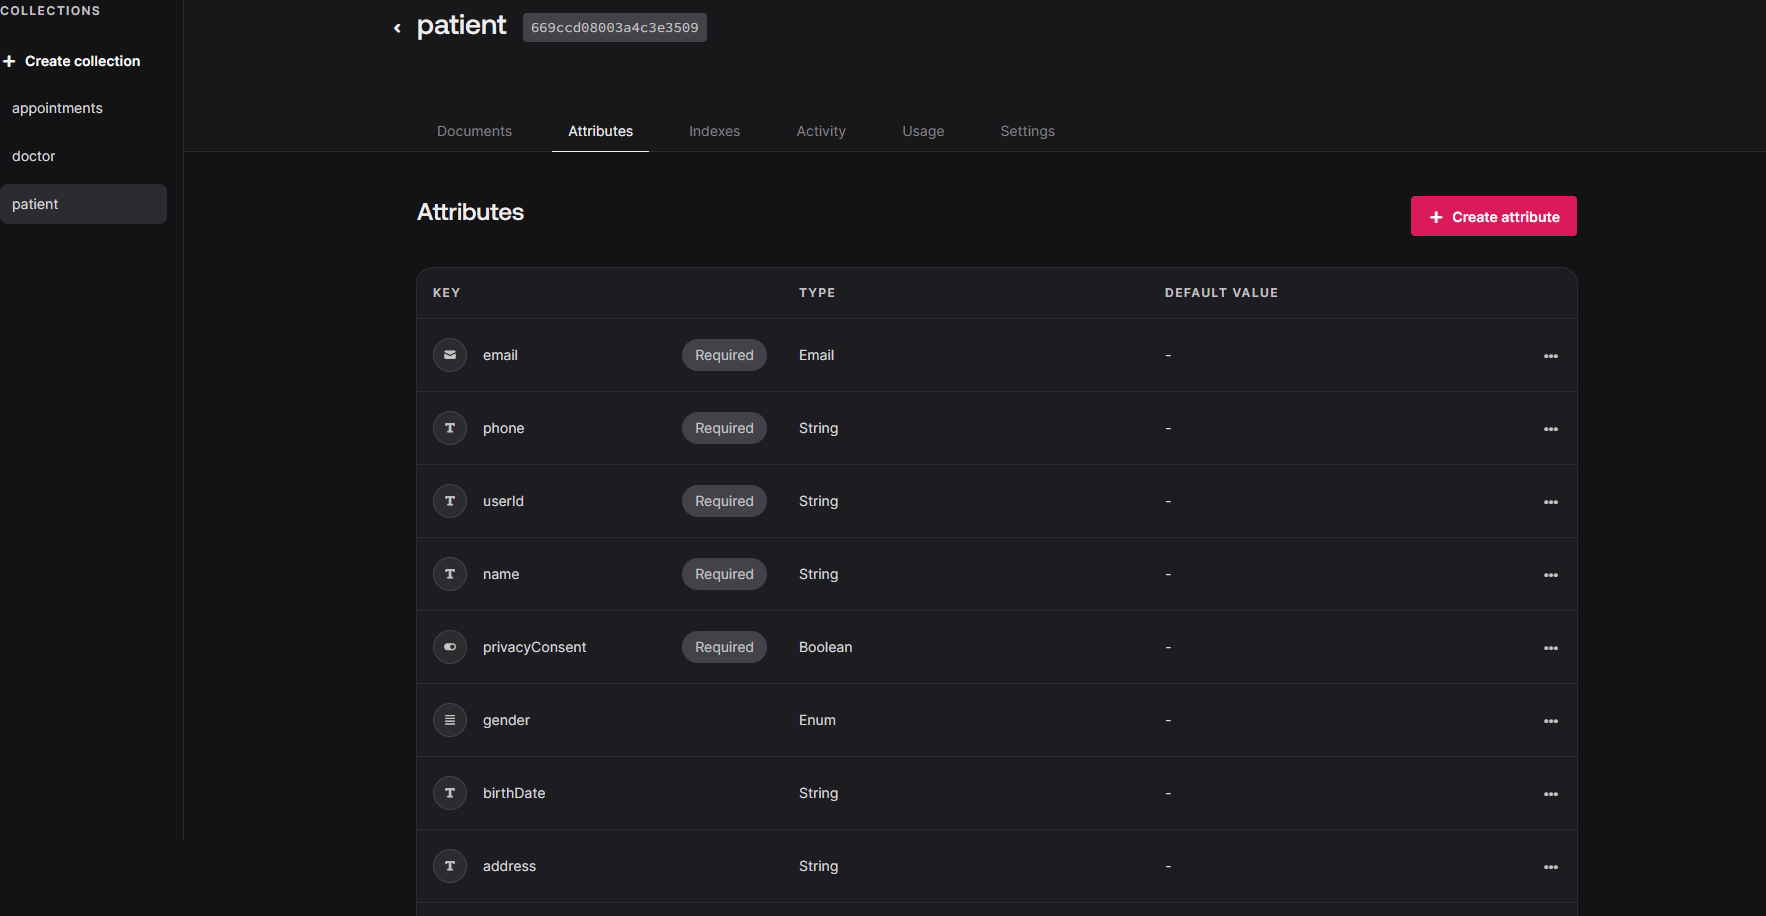 COLLECTIONS
Create collection
appointments
doctor
patient
patient 669ccd08003a4c3e3509
Documents Attributes Indexes Activity Usage Settings
Attributes
Create attribute
KEY TYPE DEFAULT VALUE
email Required Email -
phone Required String -
userId Required String -
name Required String -
privacyConsent Required Boolean -
gender Enum -
birthDate String -
address String -